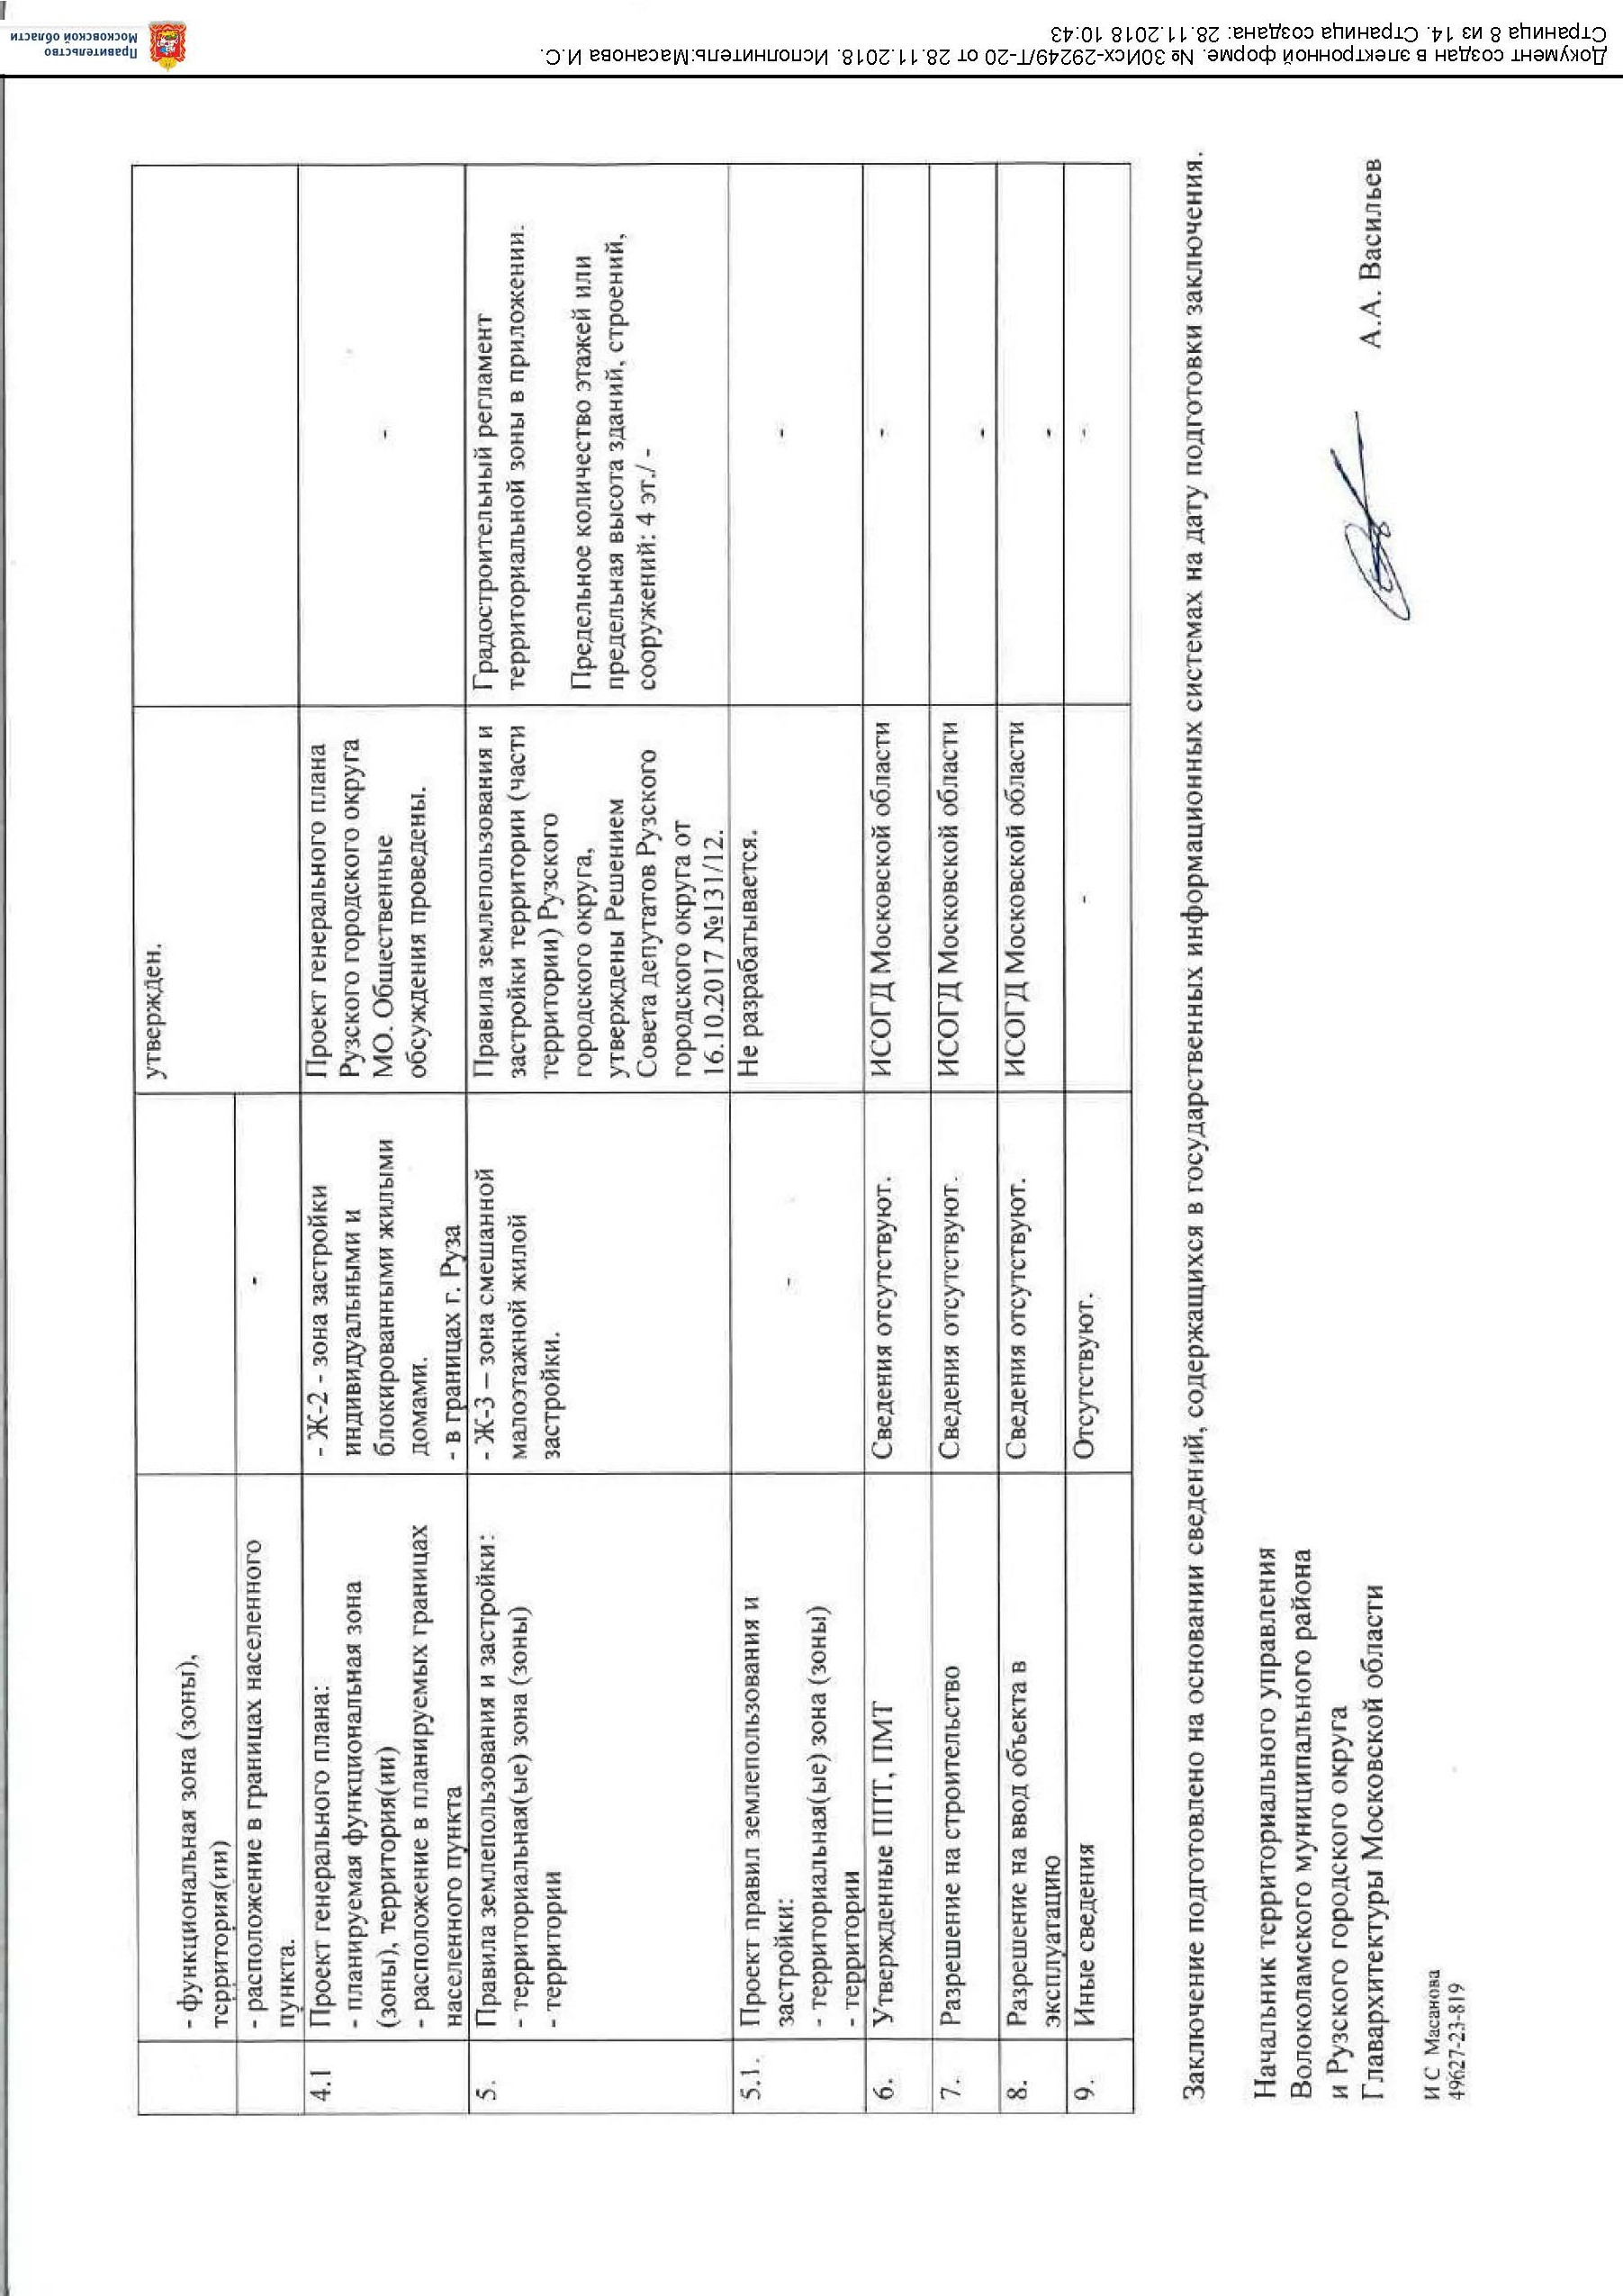 Документ создан в электронной форме. № 30Исх-29249/Т-20 от 28.11.2018. Исполнитель:Масанова И.С.
Страница 8 из 14. Страница создана: 28.11.2018 10:43
Правительство
Московской области
- функциональная зона (зоны),
территория(ии)
утвержден.
- расположение в границах населенного
пункта.
-
4.1
Проект генерального плана:
- планируемая функциональная зона
(зоны), территория(ии)
- расположение в планируемых границах
населенного пункта
- Ж-2 - зона застройки
индивидуальными и
блокированными жилыми
домами.
- в границах г. Руза
Проект генерального плана
Рузского городского округа
МО. Общественные
обсуждения проведены.
-
5.
Правила землепользования и застройки:
- территориальная(ые) зона (зоны)
- территории
- Ж-3 – зона смешанной
малоэтажной жилой
застройки.
Правила землепользования и
застройки территории (части
территории) Рузского
городского округа,
утверждены Решением
Совета депутатов Рузского
городского округа от
16.10.2017 №131/12.
Градостроительный регламент
территориальной зоны в приложении.
Предельное количество этажей или
предельная высота зданий, строений,
сооружений: 4 эт./ -
5.1.
Проект правил землепользования и
застройки:
- территориальная(ые) зона (зоны)
- территории
-
Не разрабатывается.
-
6.
Утвержденные ППТ, ПМТ
Сведения отсутствуют.
ИСОГД Московской области
-
7.
Разрешение на строительство
Сведения отсутствуют.
ИСОГД Московской области
-
8.
Разрешение на ввод объекта в
эксплуатацию
Сведения отсутствуют.
ИСОГД Московской области
-
9.
Иные сведения
Отсутствуют.
-
-
Заключение подготовлено на основании сведений, содержащихся в государственных информационных системах на дату подготовки заключения.
Начальник территориального управления
Волоколамского муниципального района
и Рузского городского округа
Главархитектуры Московской области
А.А. Васильев
И С Масанова
49627-23-819